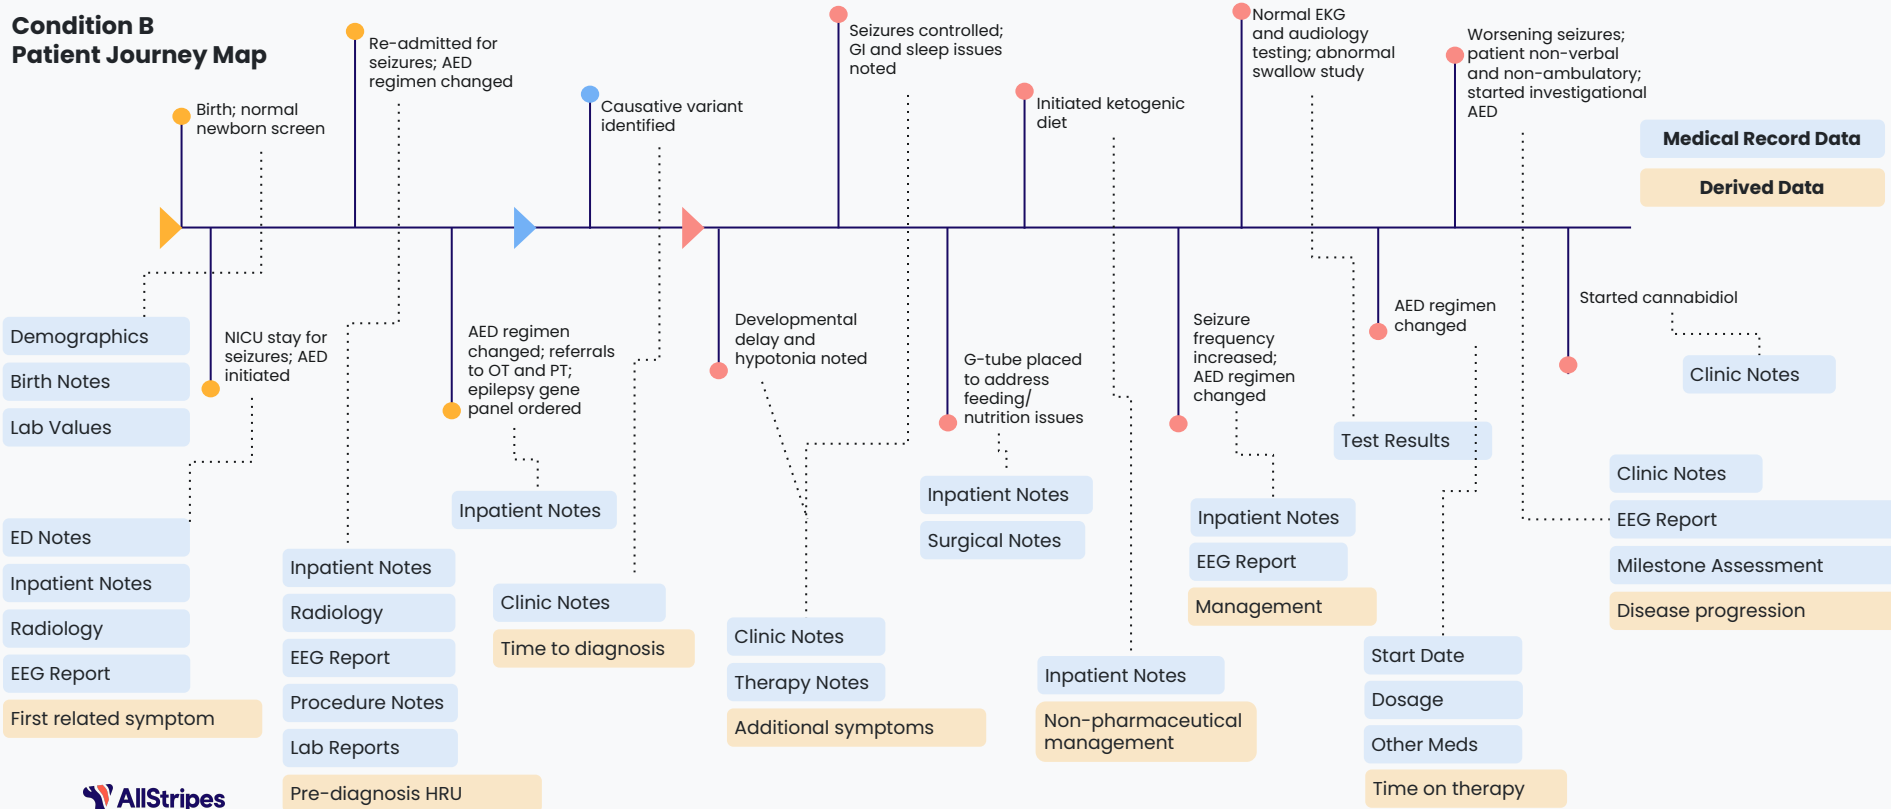 Condition B
Patient Journey Map
Birth; normal
newborn screen
Re-admitted for
seizures; AED
regimen changed
Causative variant
identified
Seizures controlled;
GI and sleep issues
noted
Initiated ketogenic
diet
Normal EKG
and audiology
testing; abnormal
swallow study
Worsening seizures;
patient non-verbal
and non-ambulatory;
started investigational
AED
Medical Record Data
Derived Data
NICU stay for
seizures; AED
initiated
AED regimen
changed; referrals
to OT and PT;
epilepsy gene
panel ordered
Developmental
delay and
hypotonia noted
G-tube placed
to address
feeding/
nutrition issues
Seizure
frequency
increased;
AED regimen
changed
AED regimen
changed
Started cannabidiol
Demographics
Birth Notes
Lab Values
ED Notes
Inpatient Notes
Radiology
EEG Report
First related symptom
Inpatient Notes
Radiology
EEG Report
Procedure Notes
Lab Reports
Pre-diagnosis HRU
Inpatient Notes
Clinic Notes
Time to diagnosis
Clinic Notes
Therapy Notes
Additional symptoms
Inpatient Notes
Surgical Notes
Inpatient Notes
Non-pharmaceutical
management
Inpatient Notes
EEG Report
Management
Test Results
Start Date
Dosage
Other Meds
Time on therapy
Clinic Notes
EEG Report
Milestone Assessment
Disease progression
Clinic Notes
AllStripes